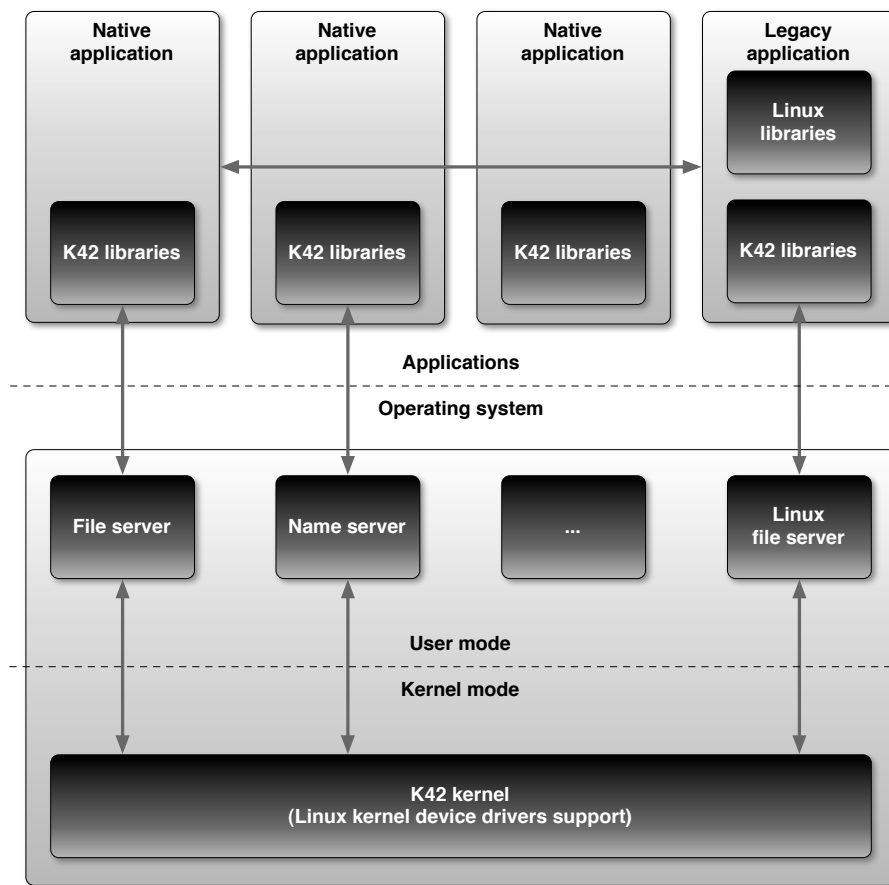 Native
application
Native
application
Native
application
Legacy
application
Linux
libraries
K42 libraries
K42 libraries
K42 libraries
K42 libraries
Applications
Operating system
File server
Name server
...
Linux
file server
User mode
Kernel mode
K42 kernel
(Linux kernel device drivers support)